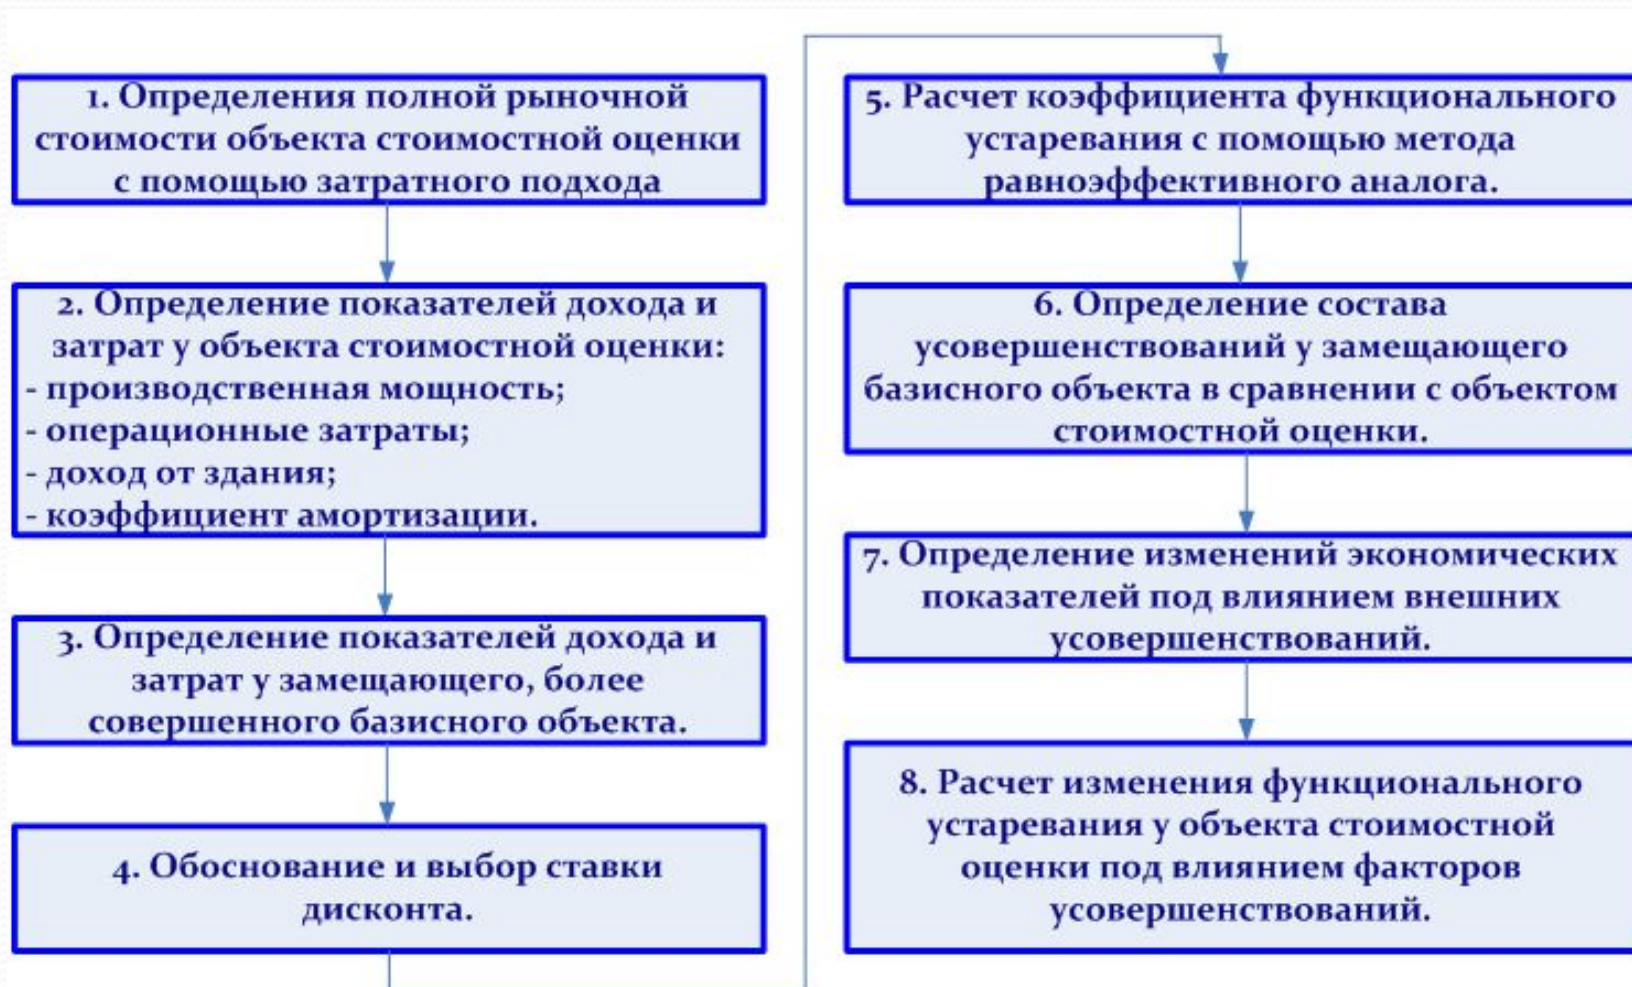 1. Определения полной рыночной
стоимости объекта стоимостной оценки
с помощью затратного подхода
2. Определение показателей дохода и
затрат у объекта стоимостной оценки:
- производственная мощность;
- операционные затраты;
- доход от здания;
- коэффициент амортизации.
3. Определение показателей дохода и
затрат у замещающего, более
совершенного базисного объекта.
4. Обоснование и выбор ставки
дисконта.
5. Расчет коэффициента функционального
устаревания с помощью метода
равноэффективного аналога.
6. Определение состава
усовершенствований у замещающего
базисного объекта в сравнении с объектом
стоимостной оценки.
7. Определение изменений экономических
показателей под влиянием внешних
усовершенствований.
8. Расчет изменения функционального
устаревания у объекта стоимостной
оценки под влиянием факторов
усовершенствований.